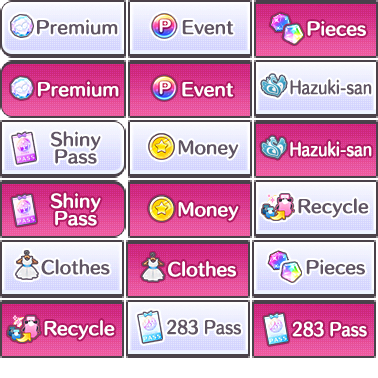 Premium
Event
Pieces
Premium
Event
Hazuki-san
Shiny
Pass
Money
Hazuki-san
Shiny
Pass
Money
Recycle
Clothes
Clothes
Pieces
Recycle
283 Pass
283 Pass